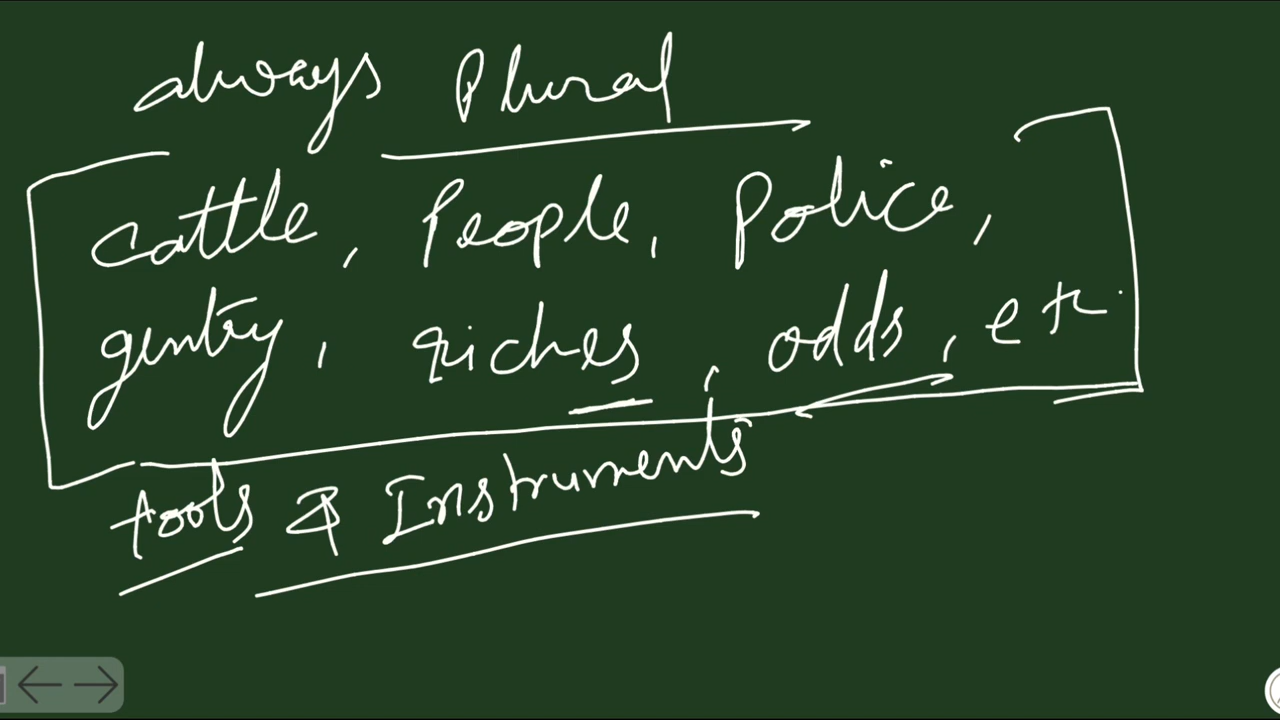 always Plural
cattle, People, Police,
gentry, riches, odds, etc
tools & Instruments